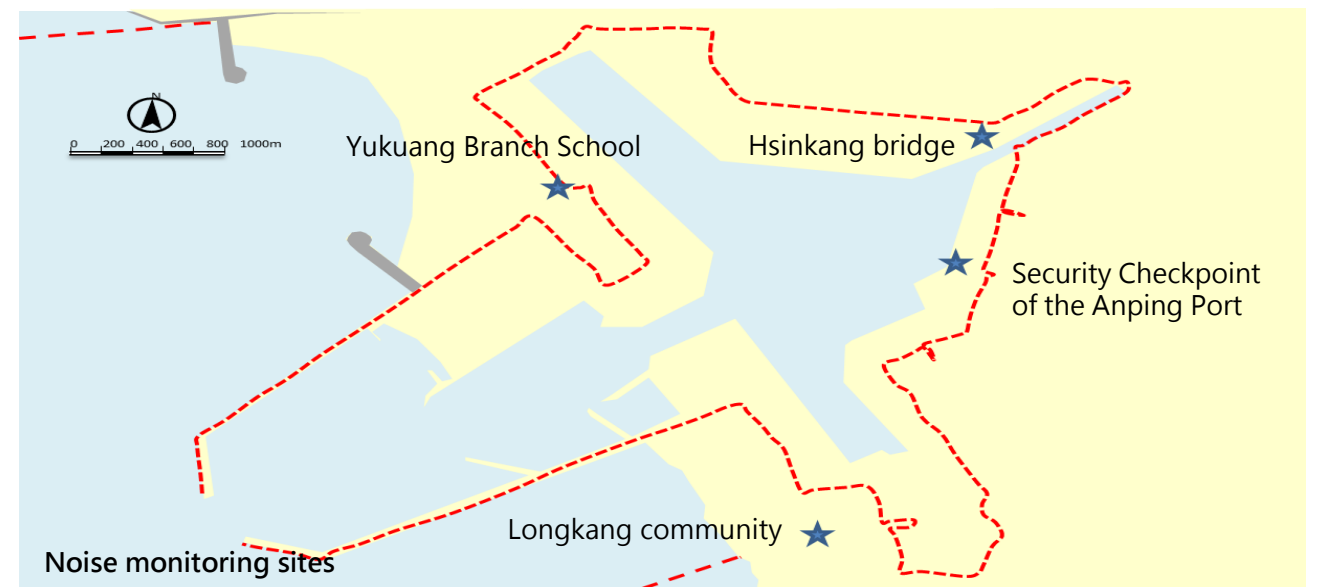 N
0 200 400 600 800 1000m
Yukuang Branch School
Hsinkang bridge
Security Checkpoint
of the Anping Port
Longkang community
Noise monitoring sites